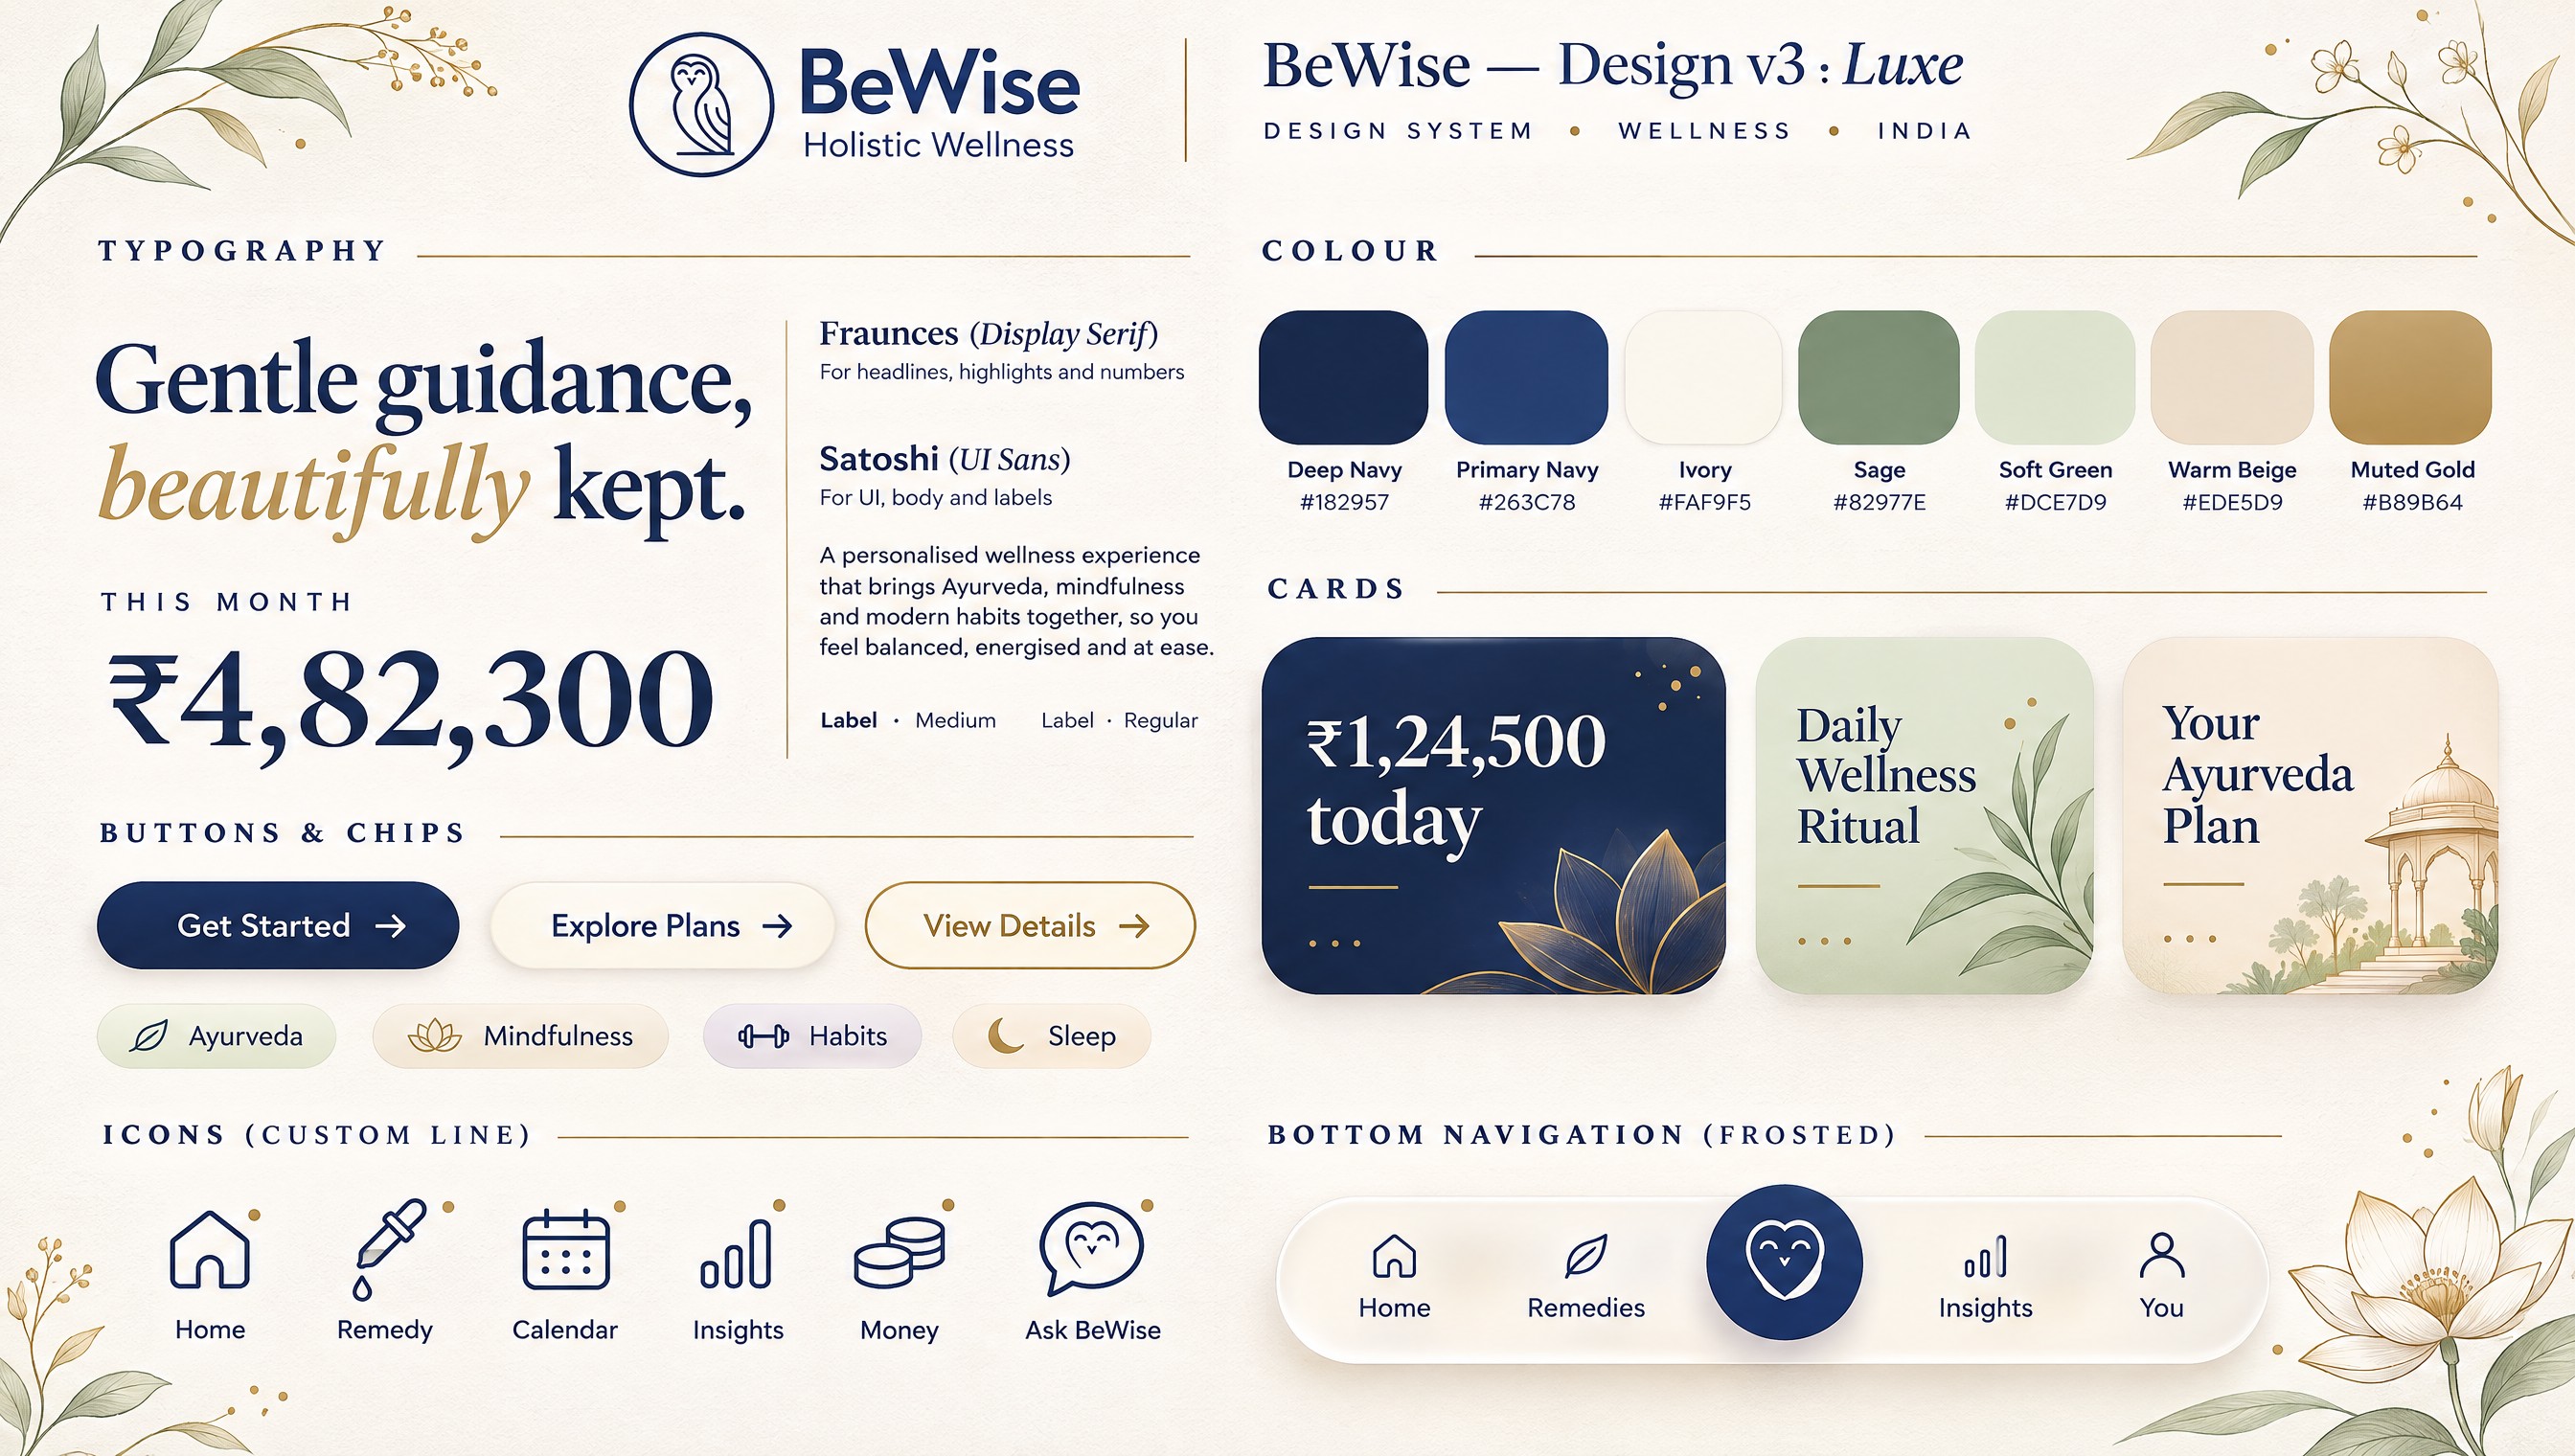 BeWise
Holistic Wellness
BeWise — Design v3 : Luxe
DESIGN SYSTEM • WELLNESS • INDIA
TYPOGRAPHY
Gentle guidance,
beautifully kept.
THIS MONTH
₹4,82,300
Fraunces (Display Serif)
For headlines, highlights and numbers
Satoshi (UI Sans)
For UI, body and labels
A personalised wellness experience
that brings Ayurveda, mindfulness
and modern habits together, so you
feel balanced, energised and at ease.
Label • Medium Label • Regular
COLOUR
Deep Navy
#182957
Primary Navy
#263C78
Ivory
#FAF9F5
Sage
#82977E
Soft Green
#DCE7D9
Warm Beige
#EDE5D9
Muted Gold
#B89B64
CARDS
₹1,24,500
today
Daily
Wellness
Ritual
Your
Ayurveda
Plan
BUTTONS & CHIPS
Get Started →
Explore Plans →
View Details →
Ayurveda
Mindfulness
Habits
Sleep
ICONS (CUSTOM LINE)
Home
Remedy
Calendar
Insights
Money
Ask BeWise
BOTTOM NAVIGATION (FROSTED)
Home
Remedies
Insights
You